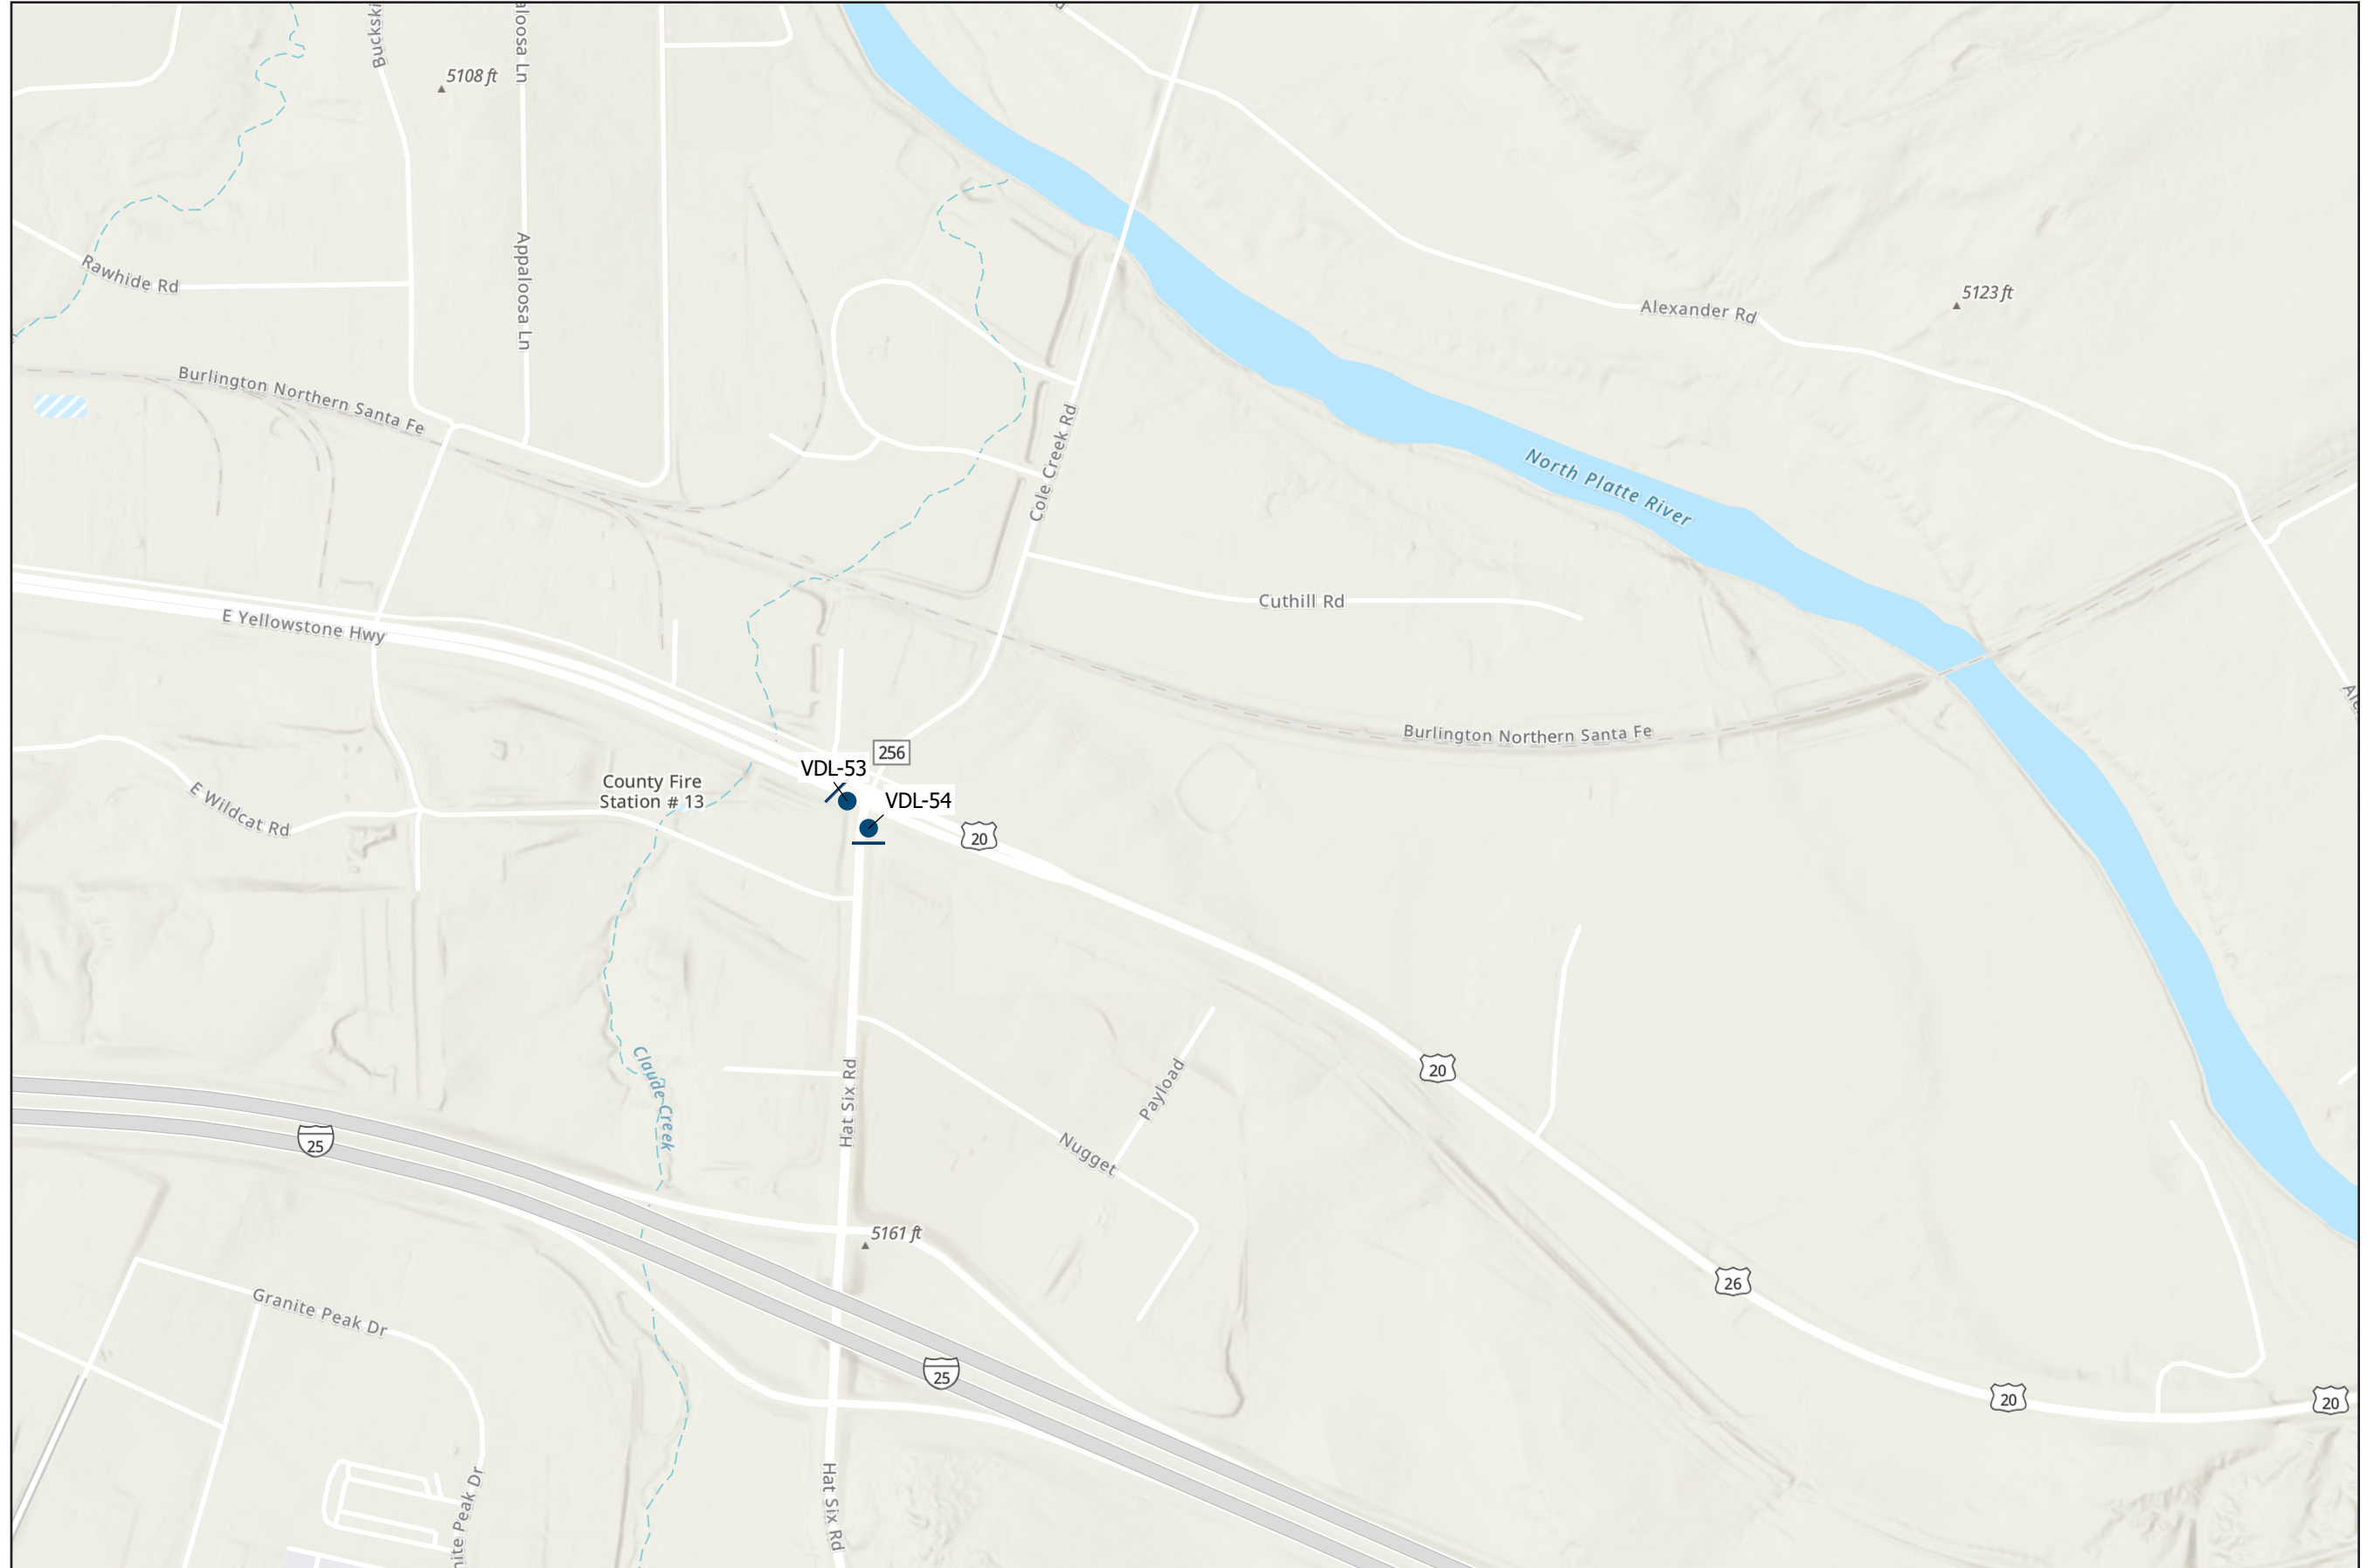 Buckski
aloosa Ln
5108 ft
Appaloosa Ln
Rawhide Rd
5123 ft
Alexander Rd
Burlington Northern Santa Fe
Cole Creek Rd
North Platte River
E Yellowstone Hwy
Cuthill Rd
Burlington Northern Santa Fe
256
VDL-53
County Fire
Station # 13
VDL-54
E Wildcat Rd
20
20
Payload
Hat Six Rd
Claude Creek
Nugget
25
5161 ft
26
Granite Peak Dr
25
20
20
nite Peak Dr
Hat Six Rd